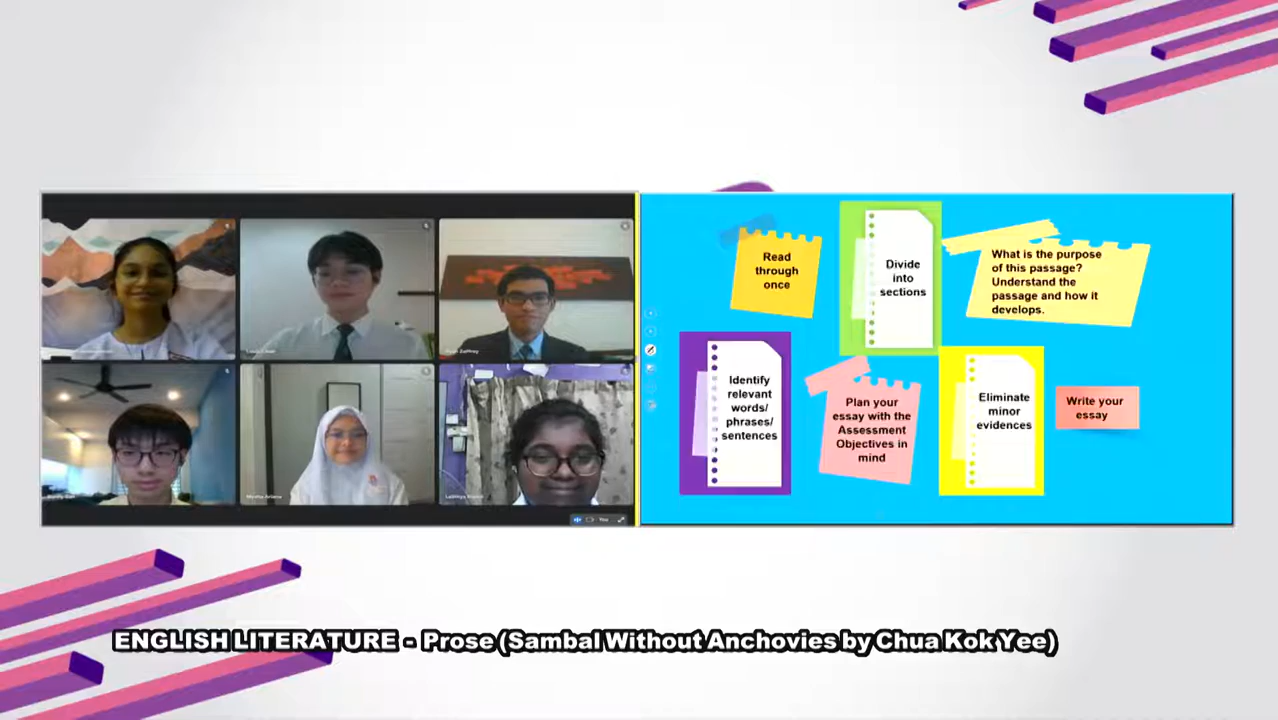 Read
through
once
Divide
into
sections
What is the purpose
of this passage?
Understand the
passage and how it
develops.
Identify
relevant
words/
phrases/
sentences
Plan your
essay with the
Assessment
Objectives in
mind
Eliminate
minor
evidences
Write your
essay
You
ENGLISH LITERATURE - Prose (Sambal Without Anchovies by Chua Kok Yee)